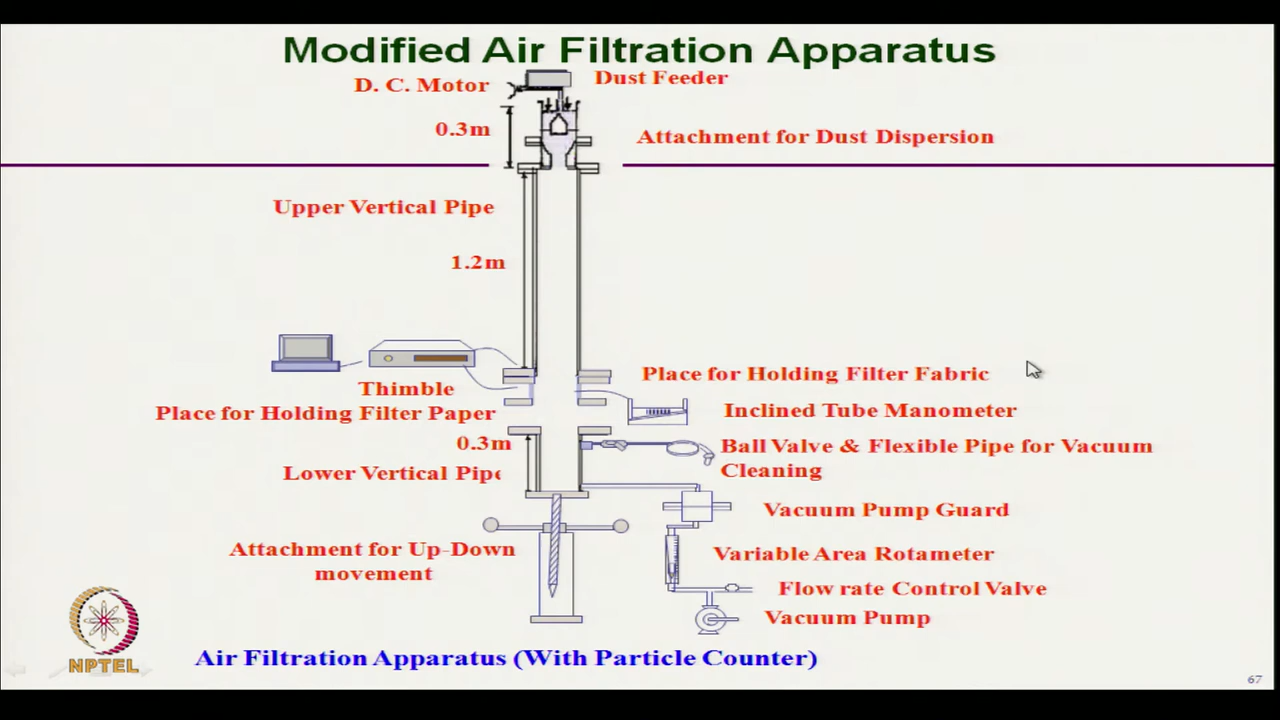 Modified Air Filtration Apparatus
D. C. Motor
Dust Feeder
0.3m
Attachment for Dust Dispersion
Upper Vertical Pipe
1.2m
Place for Holding Filter Fabric
Thimble
Place for Holding Filter Paper
Inclined Tube Manometer
0.3m
Ball Valve & Flexible Pipe for Vacuum
Cleaning
Lower Vertical Pipe
Vacuum Pump Guard
Attachment for Up-Down
movement
Variable Area Rotameter
Flow rate Control Valve
Vacuum Pump
Air Filtration Apparatus (With Particle Counter)
NPTEL
67